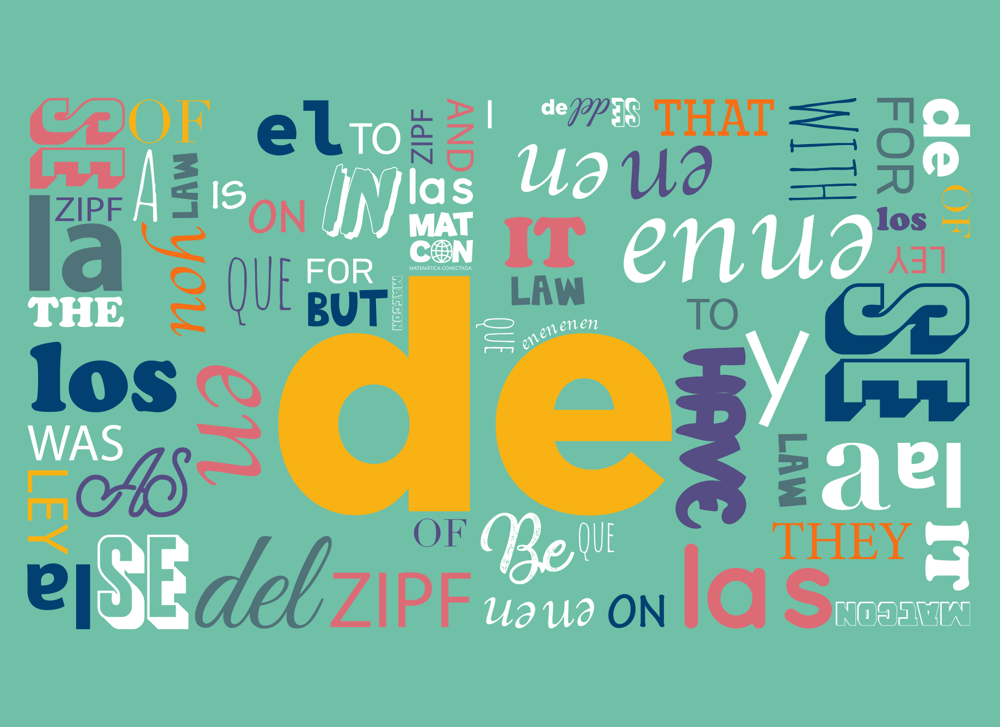 SE
OF
el
TO
ZIPF
AND
I
de
del
SE
THAT
WITH
FOR
de
A
LAW
IS
ON
IN
las
en
en
OF
ZIPF
la
you
QUE
FOR
MAT
CON
MATEMÁTICA CONECTADA
IT
en
en
los
LEY
THE
BUT
MATCON
LAW
QUE
en en en en
TO
SE
los
en
de
HAVE
y
WAS
AS
LEY
LAW
a
la
OF
Be
QUE
THEY
IT
la
SE
del
ZIPF
en
en
ON
las
MATCON